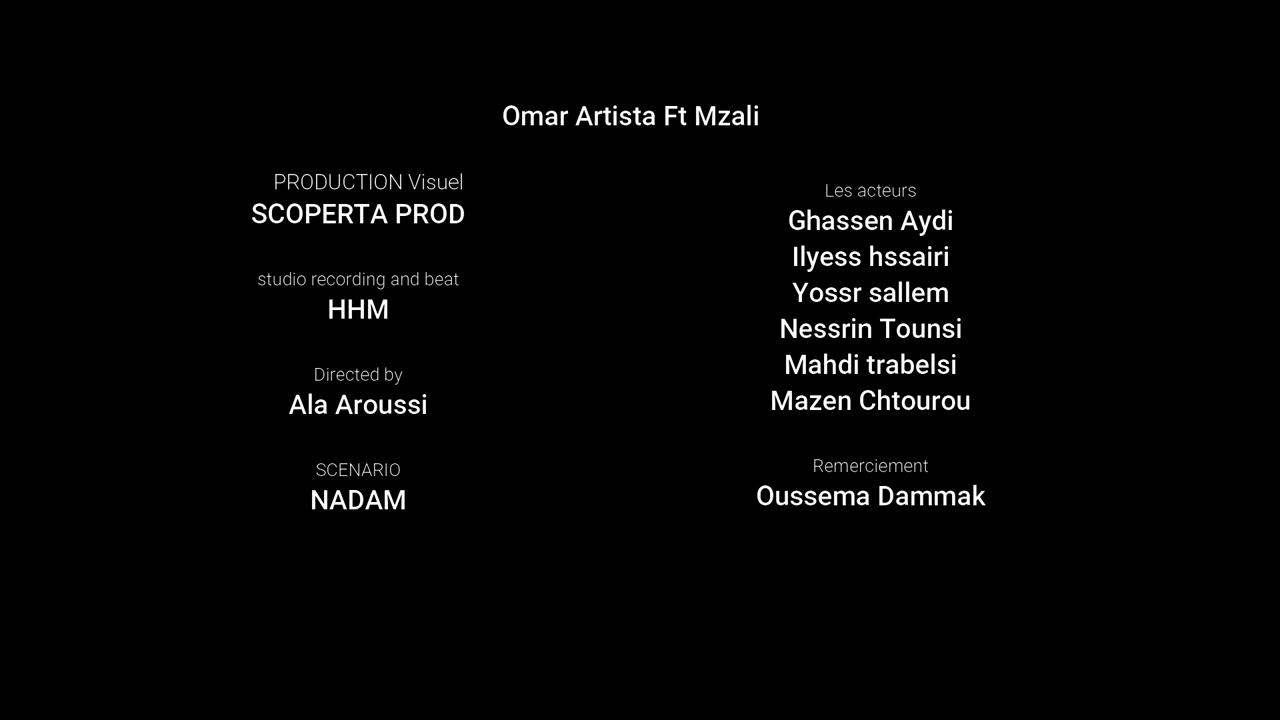 Omar Artista Ft Mzali
PRODUCTION Visuel
SCOPERTA PROD
studio recording and beat
HHM
Directed by
Ala Aroussi
SCENARIO
NADAM
Les acteurs
Ghassen Aydi
Ilyess hssairi
Yossr sallem
Nessrin Tounsi
Mahdi trabelsi
Mazen Chtourou
Remerciement
Oussema Dammak